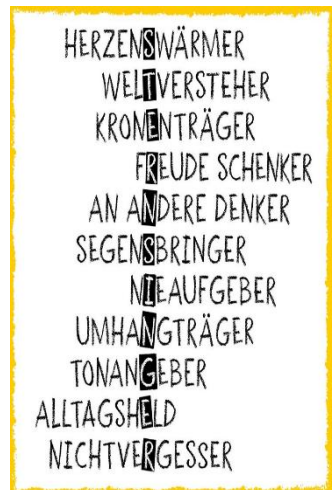 HERZENSWÄRMER
WELTVERSTEHER
KRONENTRÄGER
FREUDE SCHENKER
AN ANDERE DENKER
SEGENSBRINGER
NIEAUFGEBER
UMHANGTRÄGER
TONANGEBER
ALLTAGSHELD
NICHTVERGESSER